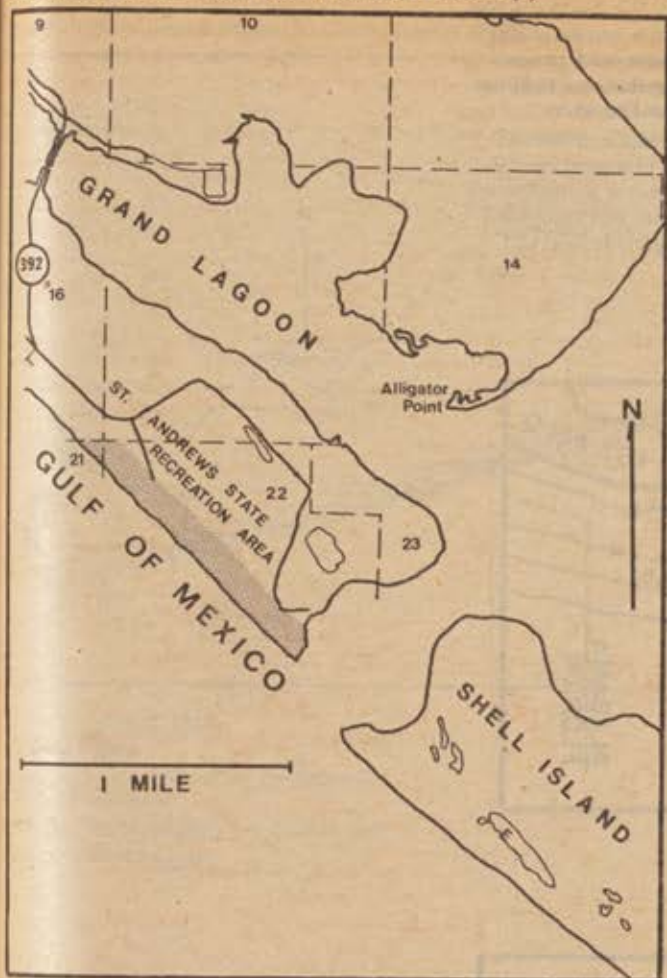 9
10
GRAND LAGOON
392
16
14
Alligator
Point
N
ST.
ANDREWS STATE
RECREATION AREA
21
22
23
GULF OF MEXICO
1 MILE
SHELL ISLAND